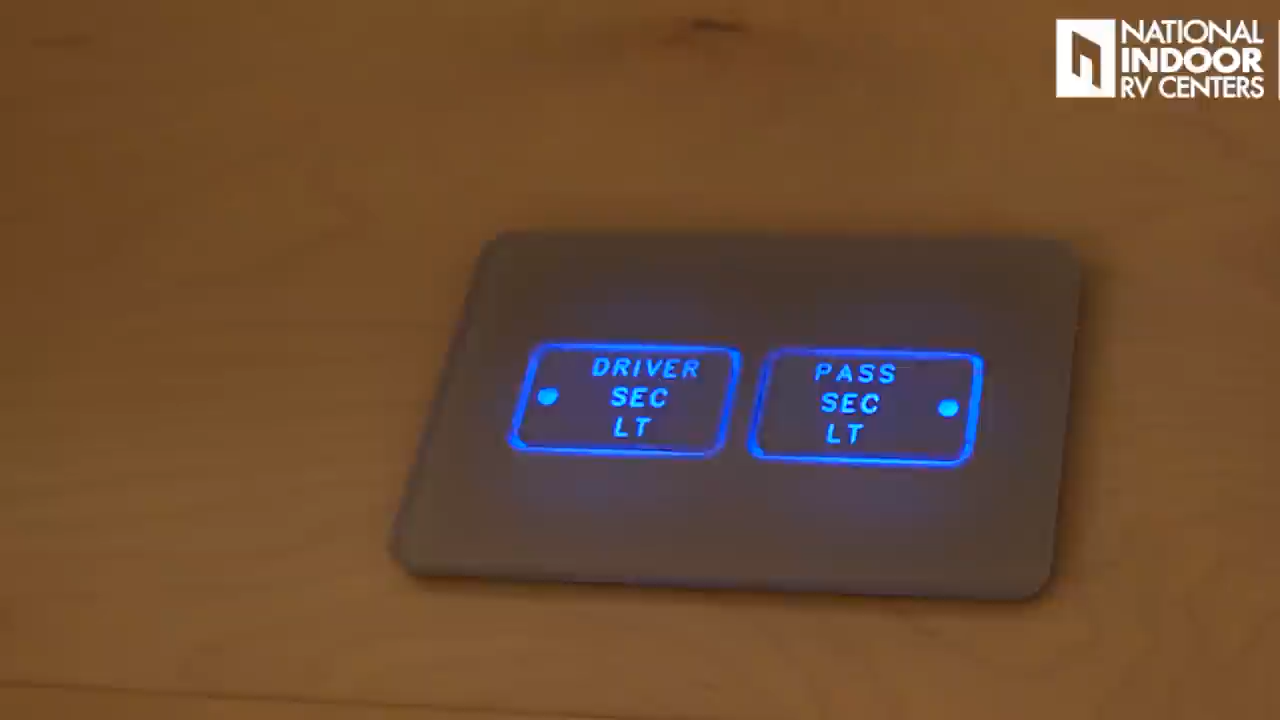 NATIONAL
INDOOR
RV CENTERS
DRIVER
SEC
LT
PASS
SEC
LT